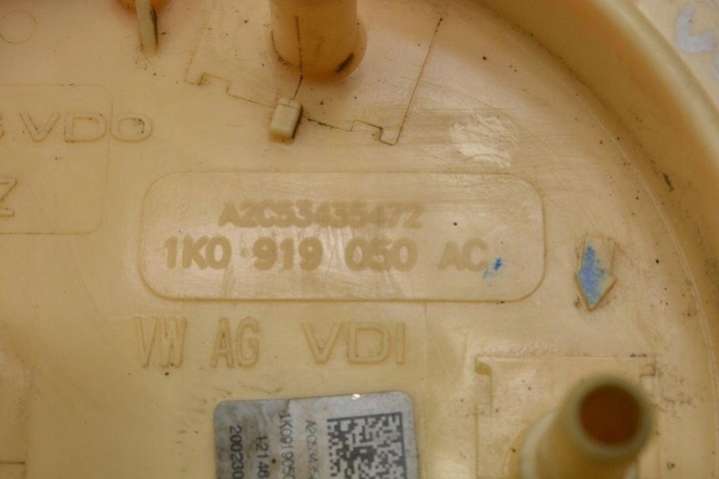 VDO
Z
A2C53435472
1K0 919 050 AC
VW AG VDI